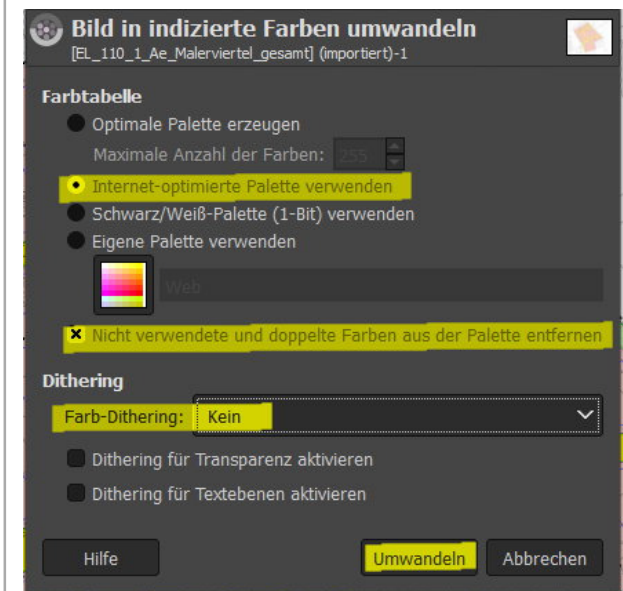 Bild in indizierte Farben umwandeln
[EL_110_1_Ae_Malerviertel_gesamt] (importiert)-1
Farbtabelle
Optimale Palette erzeugen
Maximale Anzahl der Farben: 255
Internet-optimierte Palette verwenden
Schwarz/Weiß-Palette (1-Bit) verwenden
Eigene Palette verwenden
Web
Nicht verwendete und doppelte Farben aus der Palette entfernen
Dithering
Farb-Dithering: Kein
Dithering für Transparenz aktivieren
Dithering für Textebenen aktivieren
Hilfe Umwandeln Abbrechen